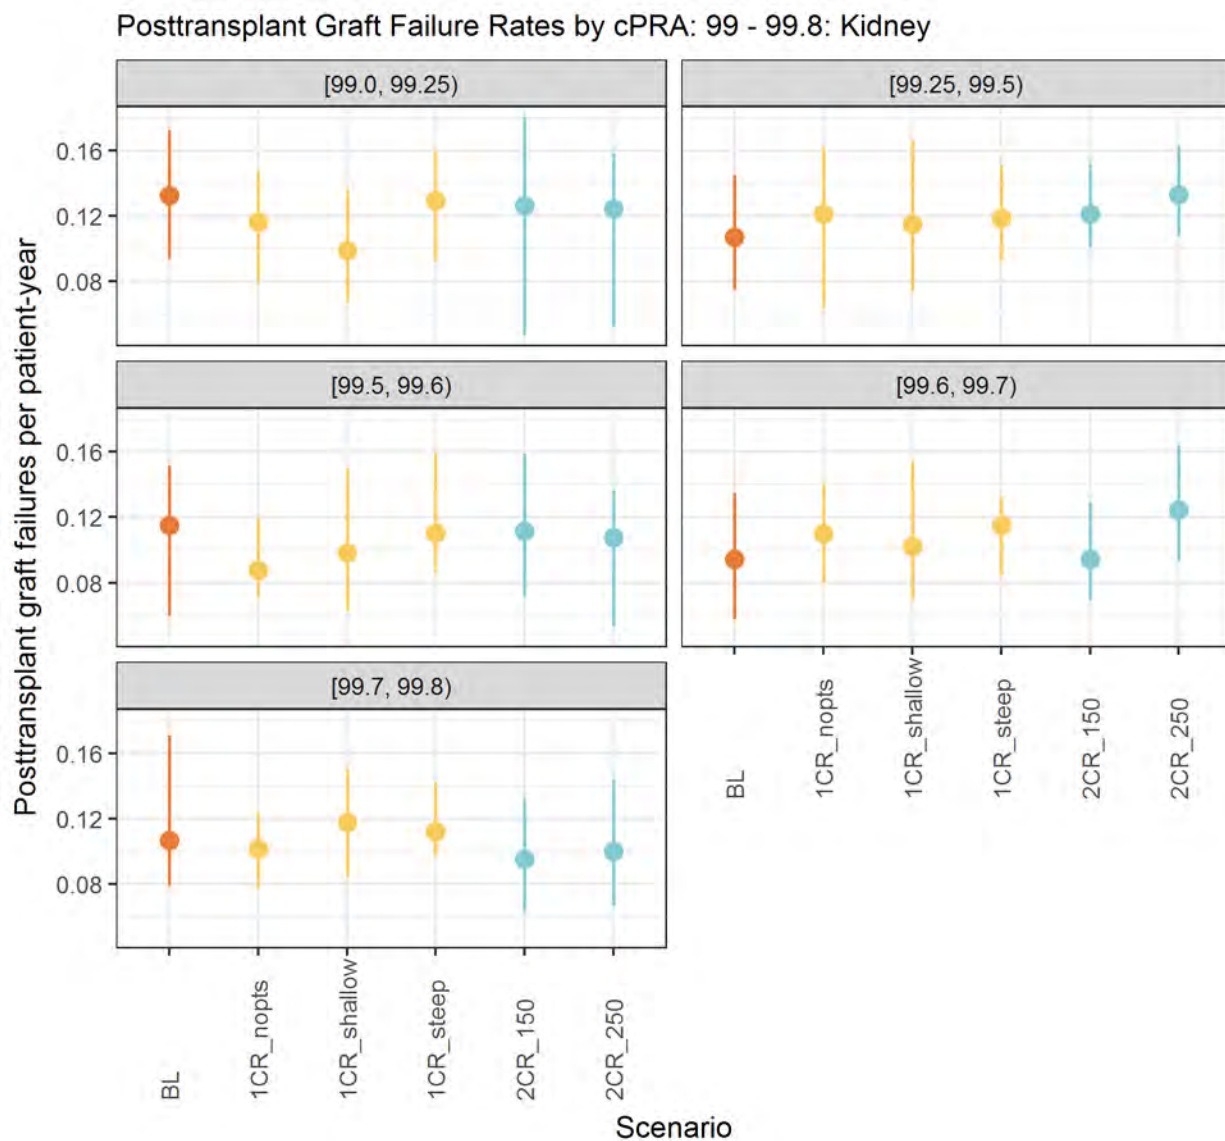 Posttransplant Graft Failure Rates by cPRA: 99 - 99.8: Kidney
[99.0, 99.25)
[99.25, 99.5)
0.16
0.12
0.08
[99.5, 99.6)
[99.6, 99.7)
0.16
0.12
0.08
[99.7, 99.8)
0.16
0.12
0.08
Posttransplant graft failures per patient-year
BL
1CR_nopts
1CR_shallow
1CR_steep
2CR_150
2CR_250
BL
1CR_nopts
1CR_shallow
1CR_steep
2CR_150
2CR_250
Scenario